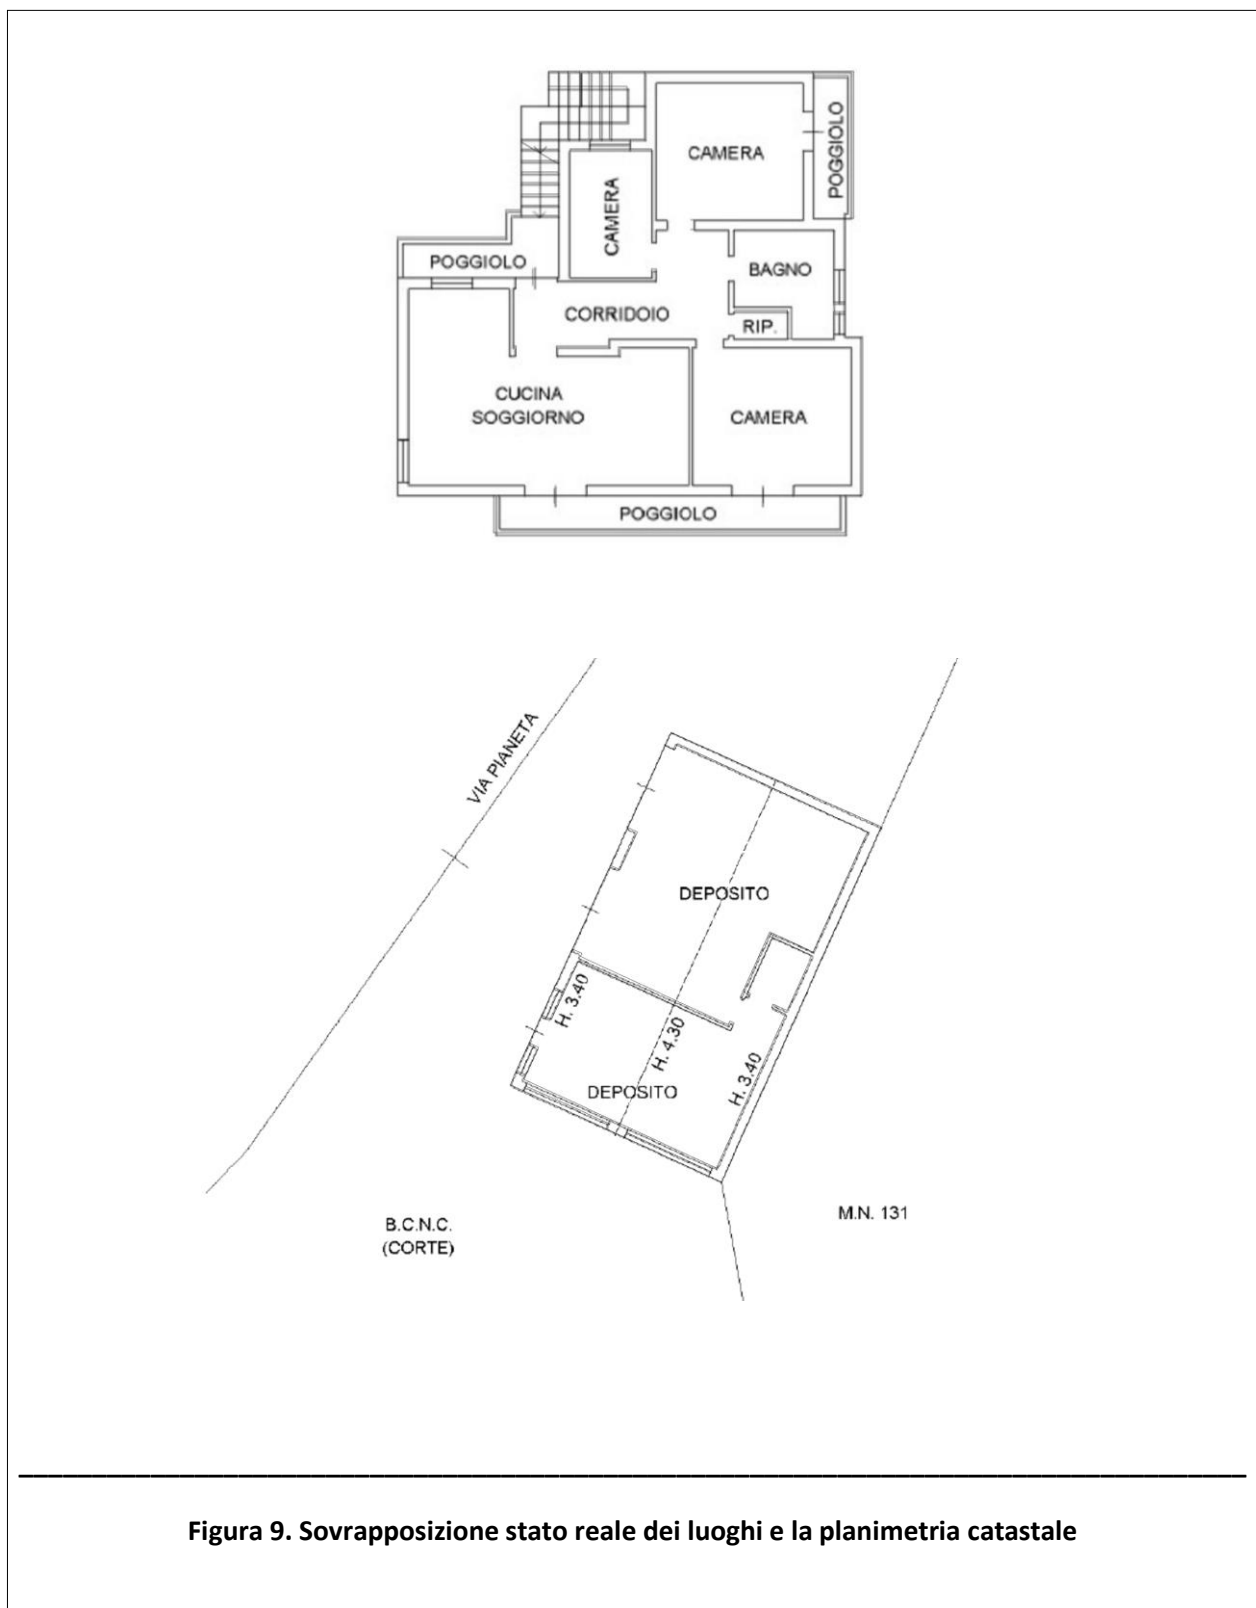 CAMERA
POGGIOLO
CAMERA
POGGIOLO
BAGNO
CORRIDOIO
RIP.
CUCINA
SOGGIORNO
CAMERA
POGGIOLO
VIA PIANETA
DEPOSITO
H. 3.40
H. 4.30
H. 3.40
DEPOSITO
B.C.N.C.
(CORTE)
M.N. 131
Figura 9. Sovrapposizione stato reale dei luoghi e la planimetria catastale